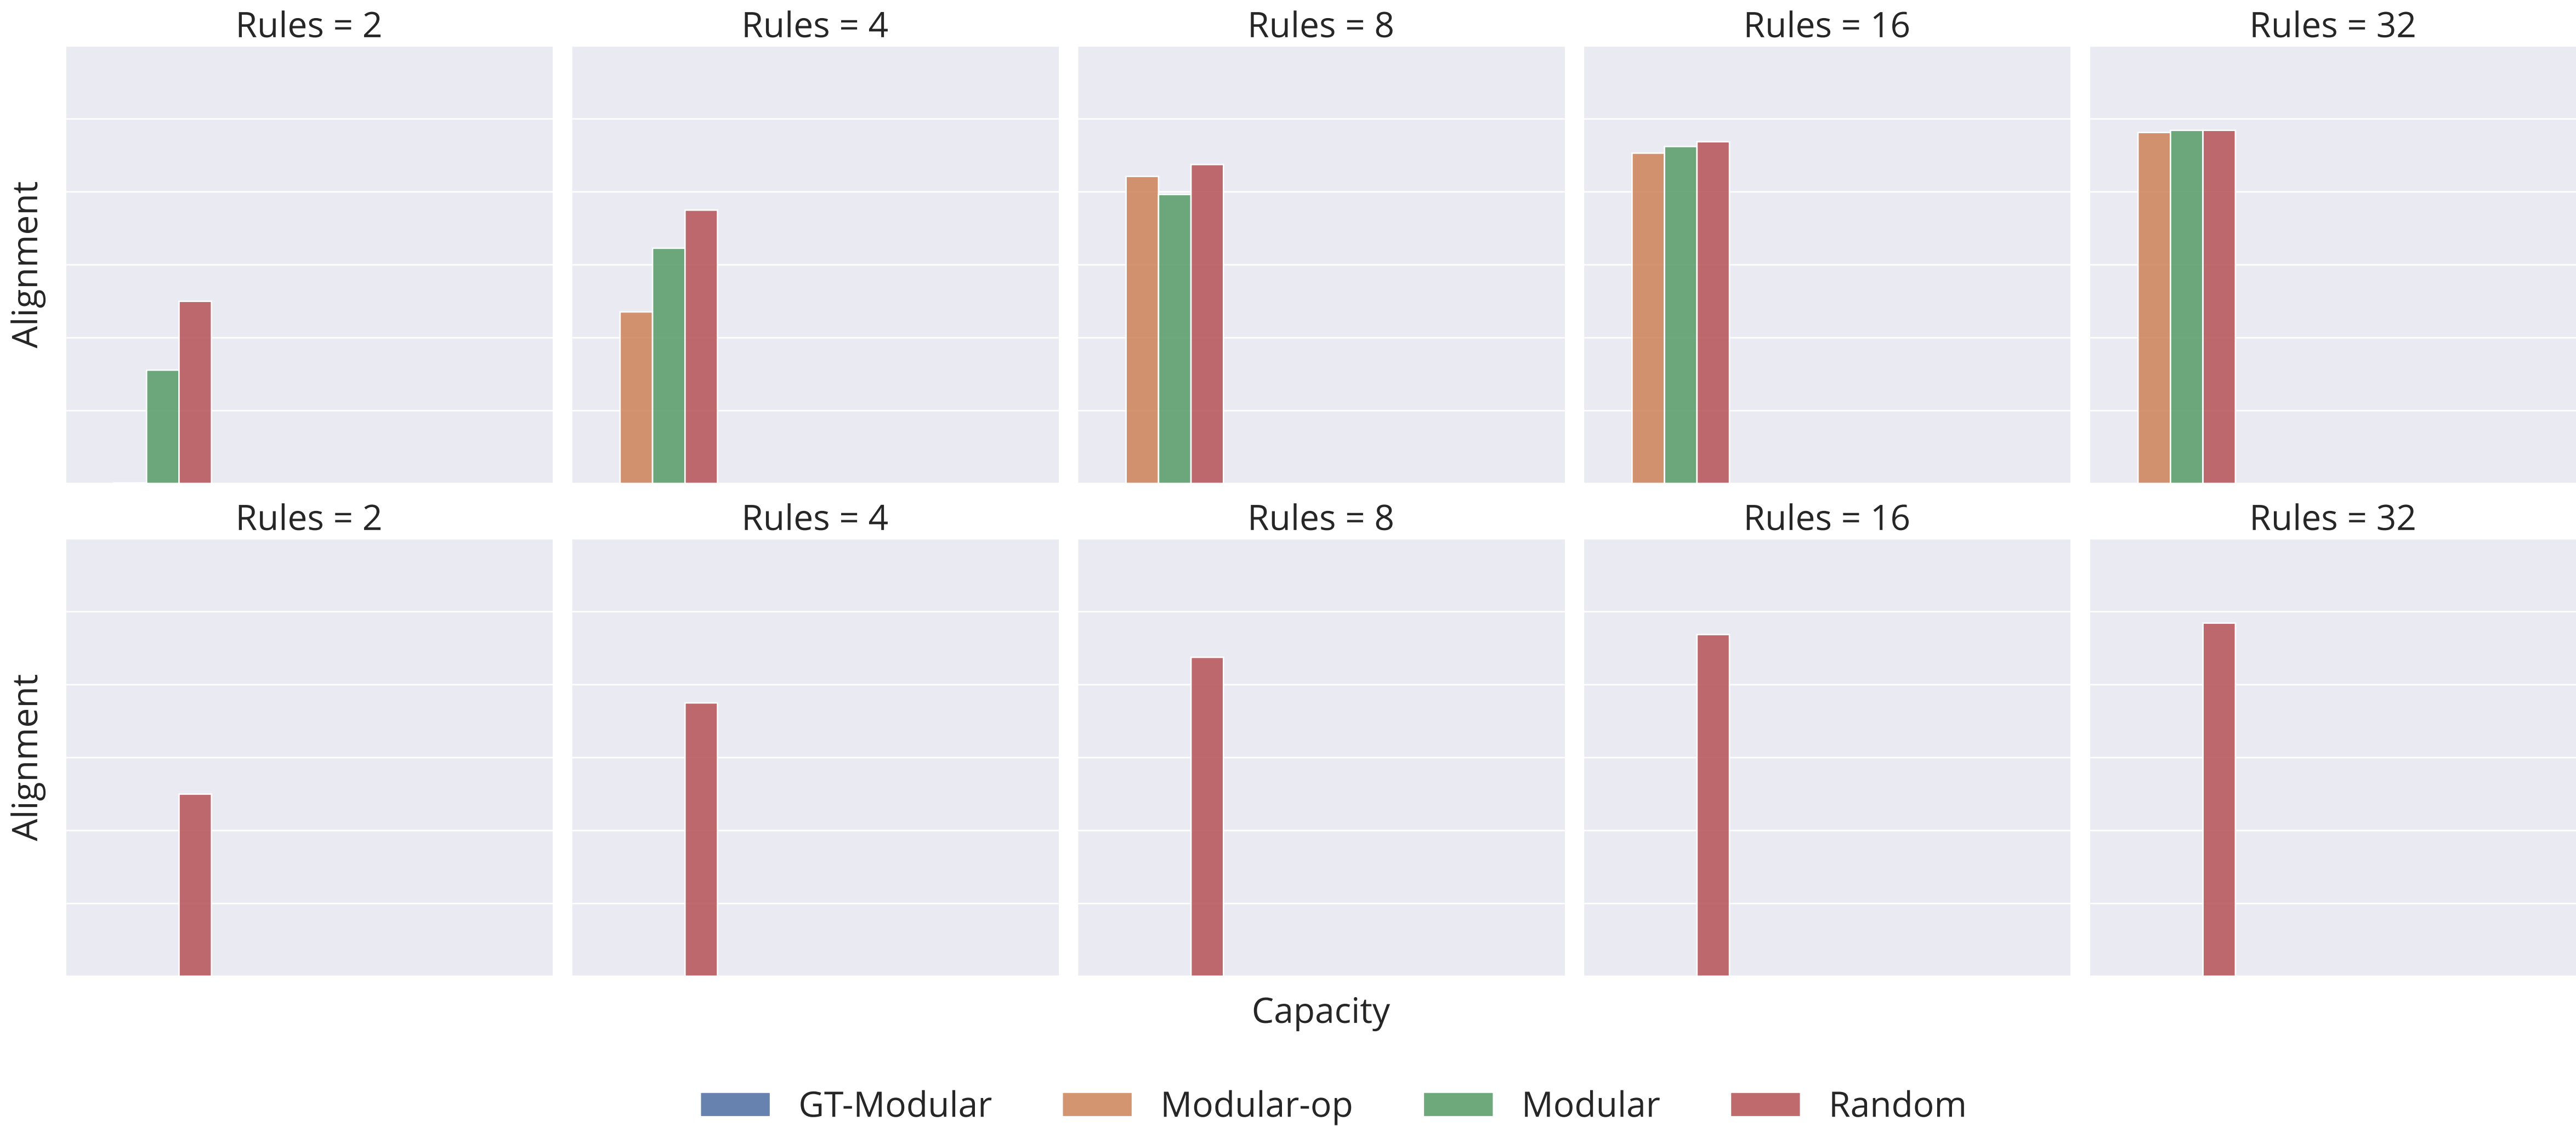 Rules = 2
Rules = 4
Rules = 8
Rules = 16
Rules = 32
Alignment
Rules = 2
Rules = 4
Rules = 8
Rules = 16
Rules = 32
Alignment
Capacity
GT-Modular
Modular-op
Modular
Random